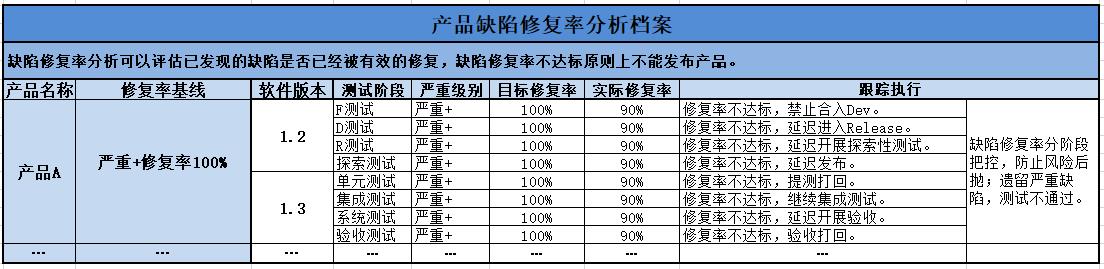 产品缺陷修复率分析档案
缺陷修复率分析可以评估已发现的缺陷是否已经被有效的修复，缺陷修复率不达标原则上不能发布产品。
产品名称 修复率基线 软件版本 测试阶段 严重级别 目标修复率 实际修复率 跟踪执行
产品A 严重+修复率100%
1.2
F测试 严重+ 100% 90% 修复率不达标，禁止合入Dev。
D测试 严重+ 100% 90% 修复率不达标，延迟进入Release。
R测试 严重+ 100% 90% 修复率不达标，延迟开展探索性测试。
探索测试 严重+ 100% 90% 修复率不达标，延迟发布。
1.3
单元测试 严重+ 100% 90% 修复率不达标，提测打回。
集成测试 严重+ 100% 90% 修复率不达标，继续集成测试。
系统测试 严重+ 100% 90% 修复率不达标，延迟开展验收。
验收测试 严重+ 100% 90% 修复率不达标，验收打回。
缺陷修复率分阶段
把控，防止风险后
抛；遗留严重缺
陷，测试不通过。
--- --- --- --- --- --- --- ---